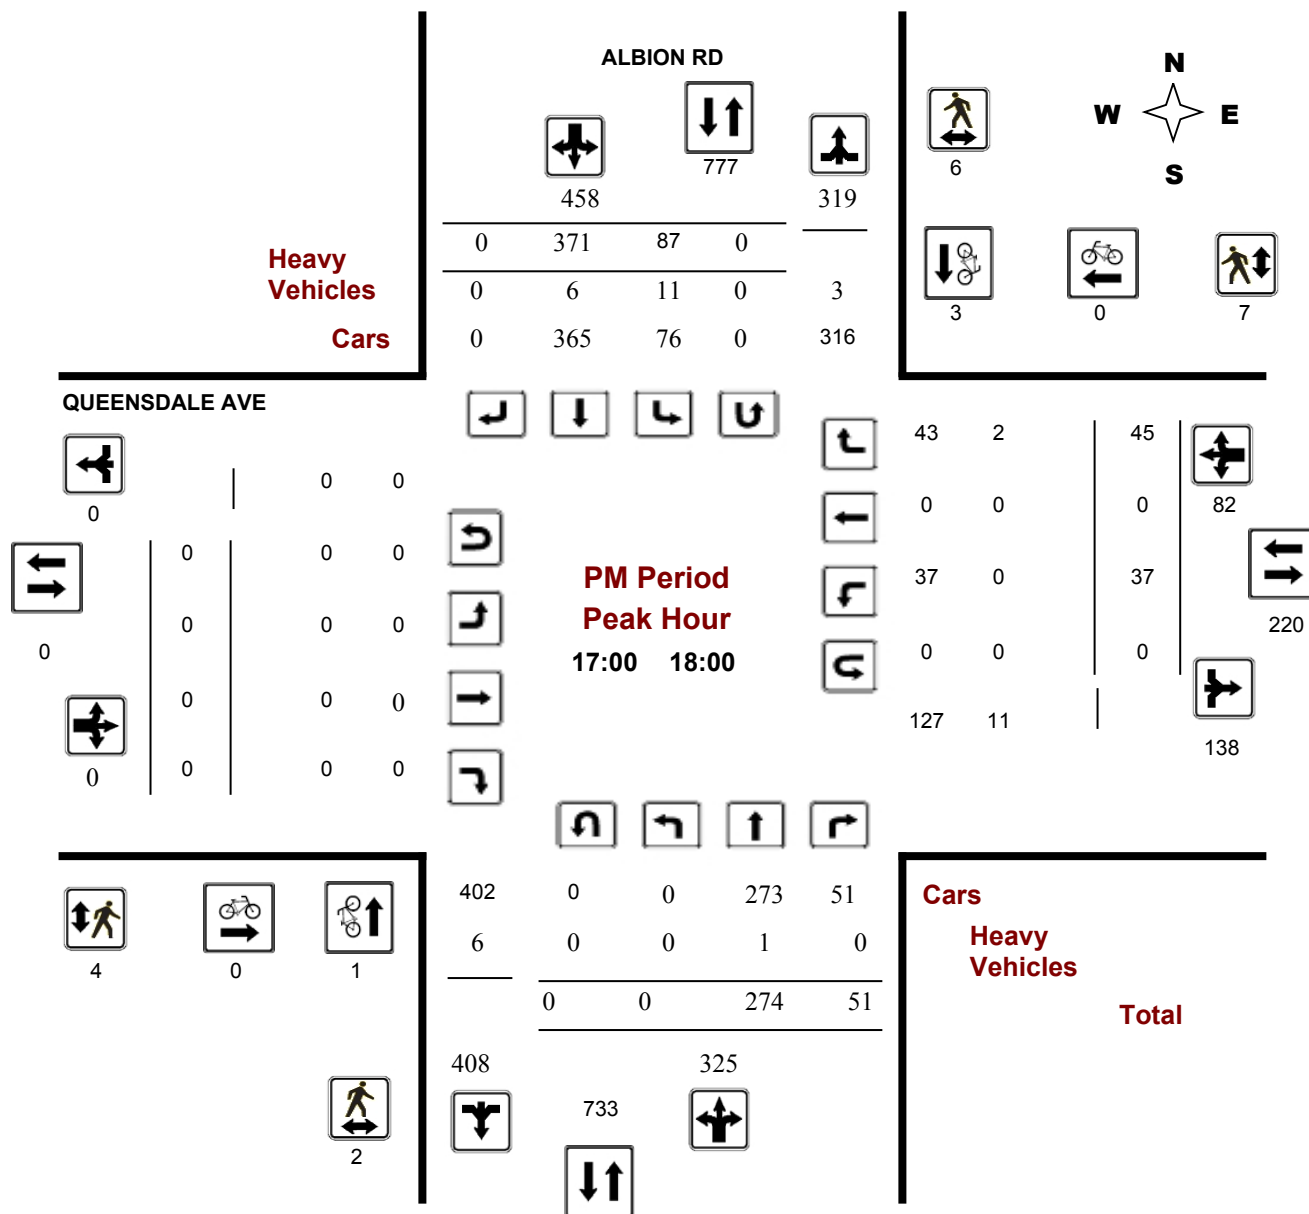 ALBION RD
N
W E
S
777
6
458 319
0 371 87 0
Heavy
Vehicles 0 6 11 0 3
Cars 0 365 76 0 316
3 0 7
QUEENSDALE AVE
43 2 45
0 0 0
0 0 0 82
0 0 0
PM Period
37 0 37
Peak Hour
0 0 0
220
0
17:00 18:00
0 0 0
0 0 0
127 11
138
0
0 0 0
402 0 0 273 51
Cars
6 0 0 1 0
Heavy
Vehicles
4 0 1
0 0 274 51
Total
408 325
733
2